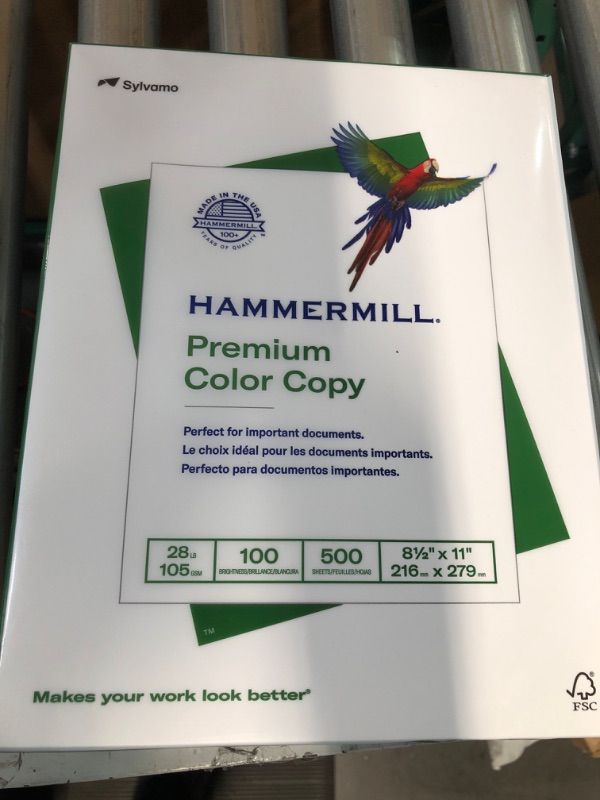 Sylvamo
MADE IN THE USA
HAMMERMILL
100+
YEARS OF QUALITY
HAMMERMILL®
Premium
Color Copy
Perfect for important documents.
Le choix idéal pour les documents importants.
Perfecto para documentos importantes.
28 LB
105 GSM
100
BRIGHTNESS/BRILLANCE/BLANCURA
500
SHEETS/FEUILLES/HOJAS
8½" x 11"
216 mm x 279 mm
TM
Makes your work look better®
FSC